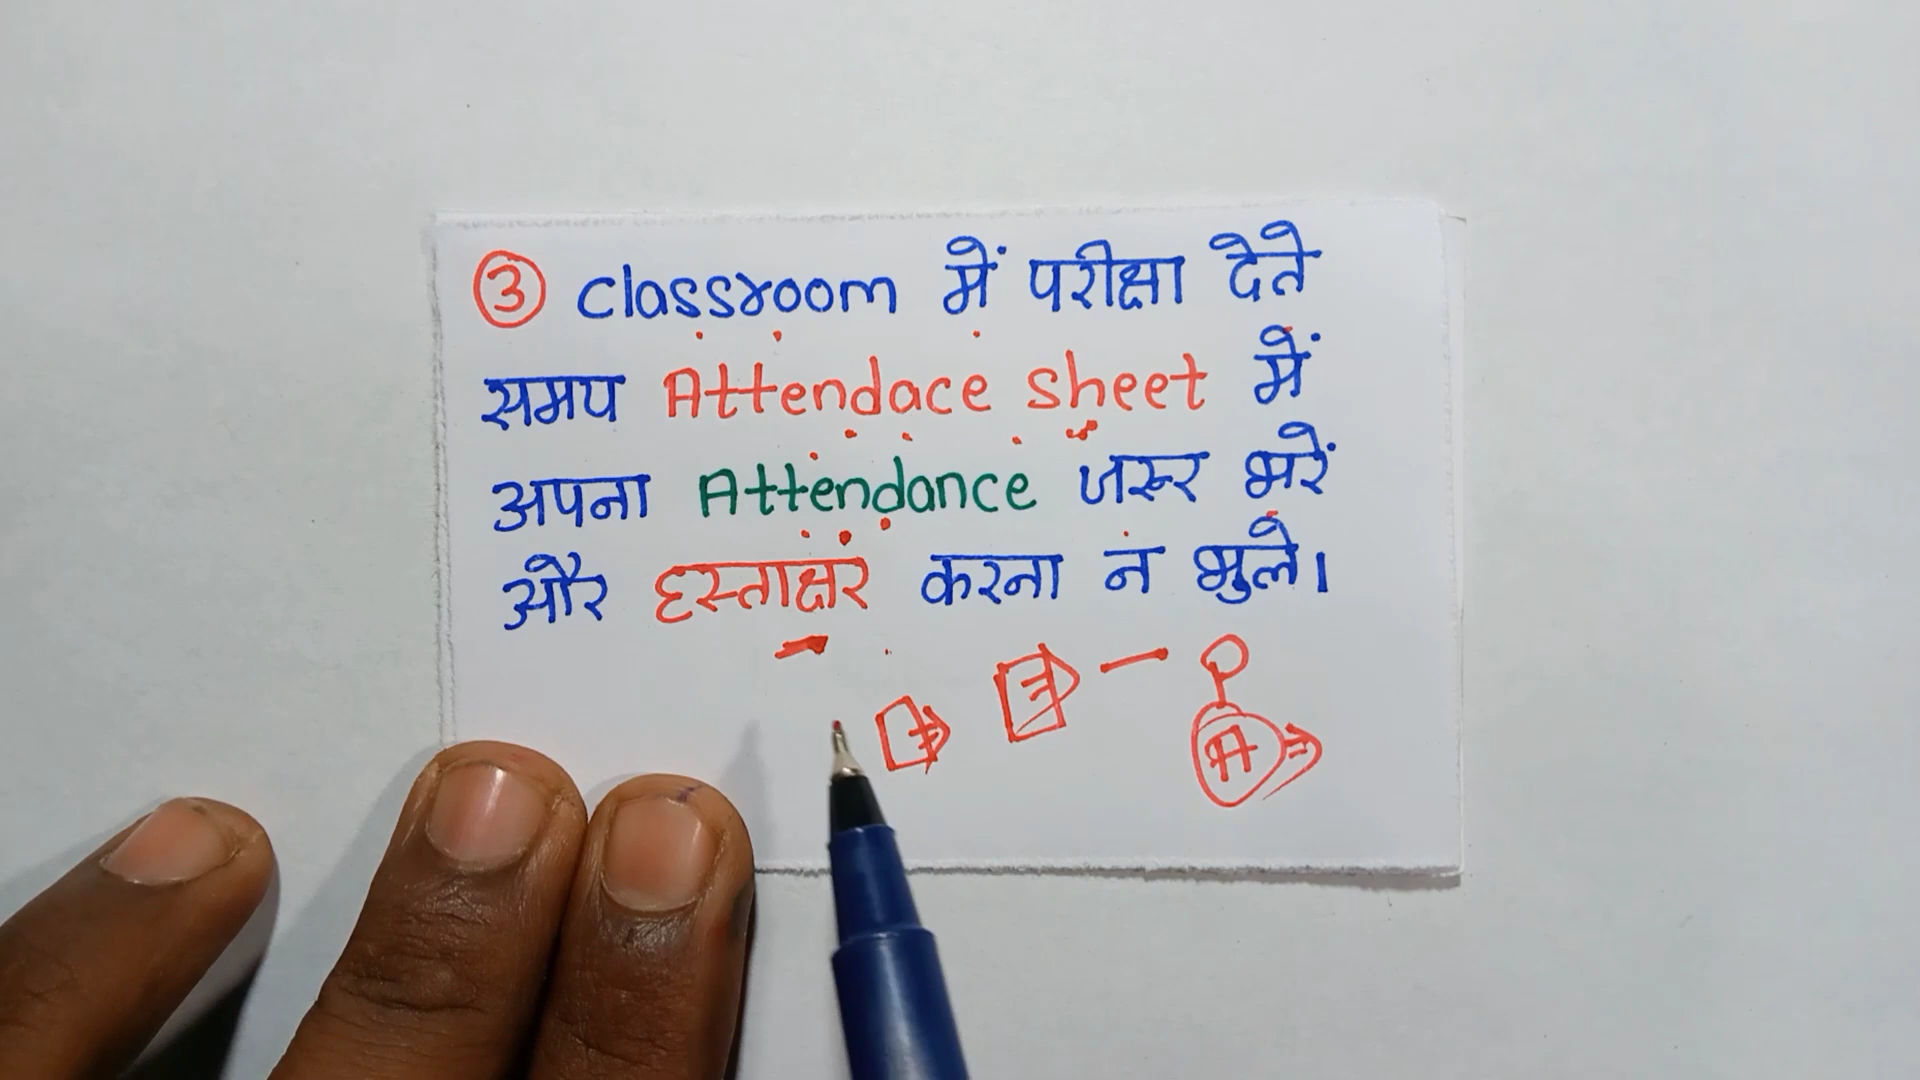 ③ Classroom में परीक्षा देते
समय Attendace Sheet में
अपना Attendance जरूर भरें
और हस्ताक्षर करना न भुले।
P
A